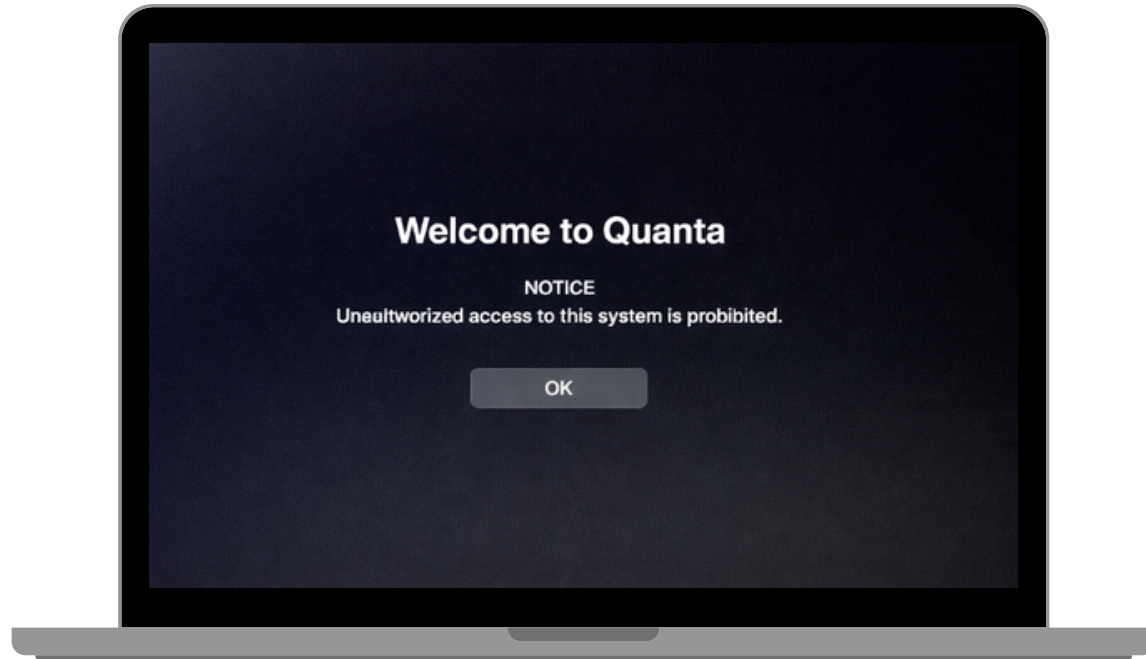 Welcome to Quanta
NOTICE
Uneultworized access to this system is probibited.
OK